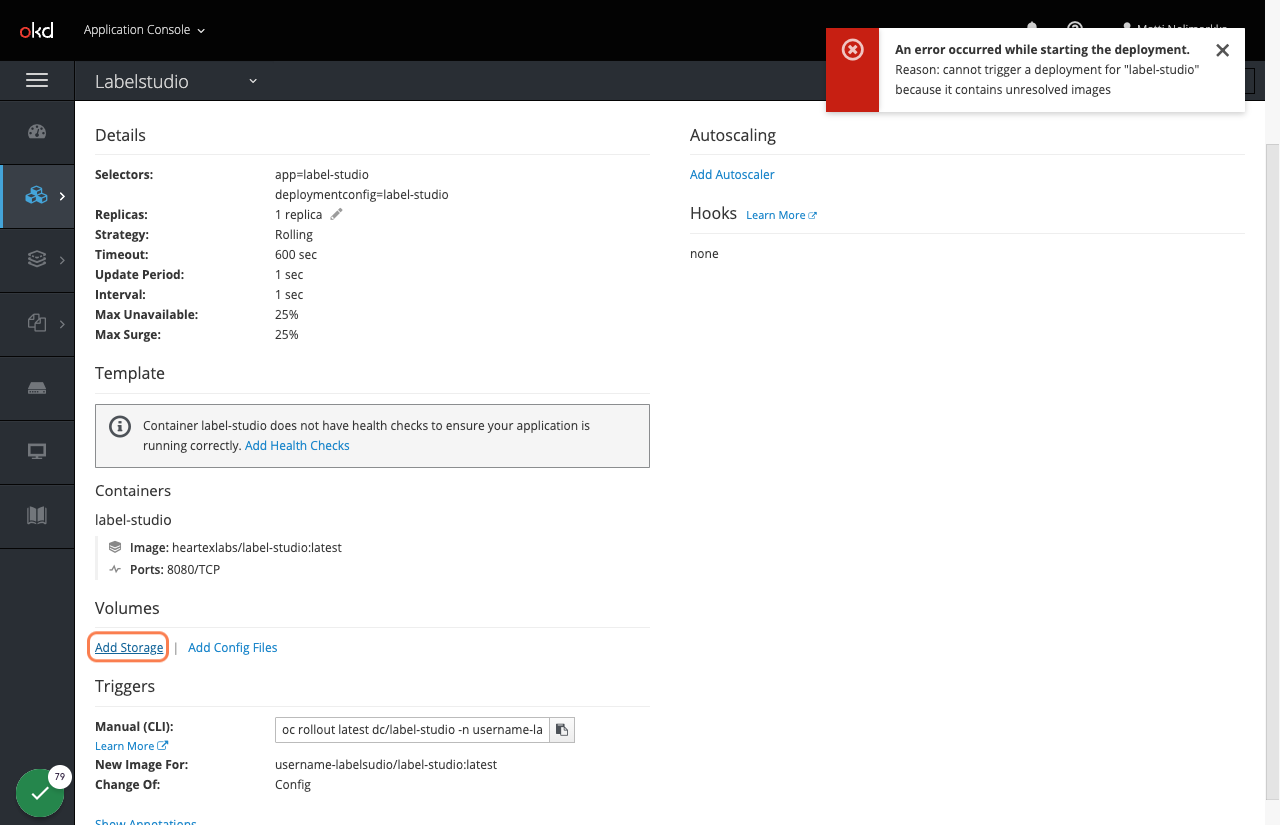 okd
Application Console
An error occurred while starting the deployment.
Reason: cannot trigger a deployment for "label-studio"
because it contains unresolved images
Labelstudio
Details
Selectors:
app=label-studio
deploymentconfig=label-studio
Replicas:
1 replica
Strategy:
Rolling
Timeout:
600 sec
Update Period:
1 sec
Interval:
1 sec
Max Unavailable:
25%
Max Surge:
25%
Template
Container label-studio does not have health checks to ensure your application is
running correctly. Add Health Checks
Containers
label-studio
Image: heartexlabs/label-studio:latest
Ports: 8080/TCP
Volumes
Add Storage | Add Config Files
Triggers
Manual (CLI):
Learn More
oc rollout latest dc/label-studio -n username-la
New Image For:
username-labelsudio/label-studio:latest
Change Of:
Config
Show Annotations
79
Autoscaling
Add Autoscaler
Hooks Learn More
none